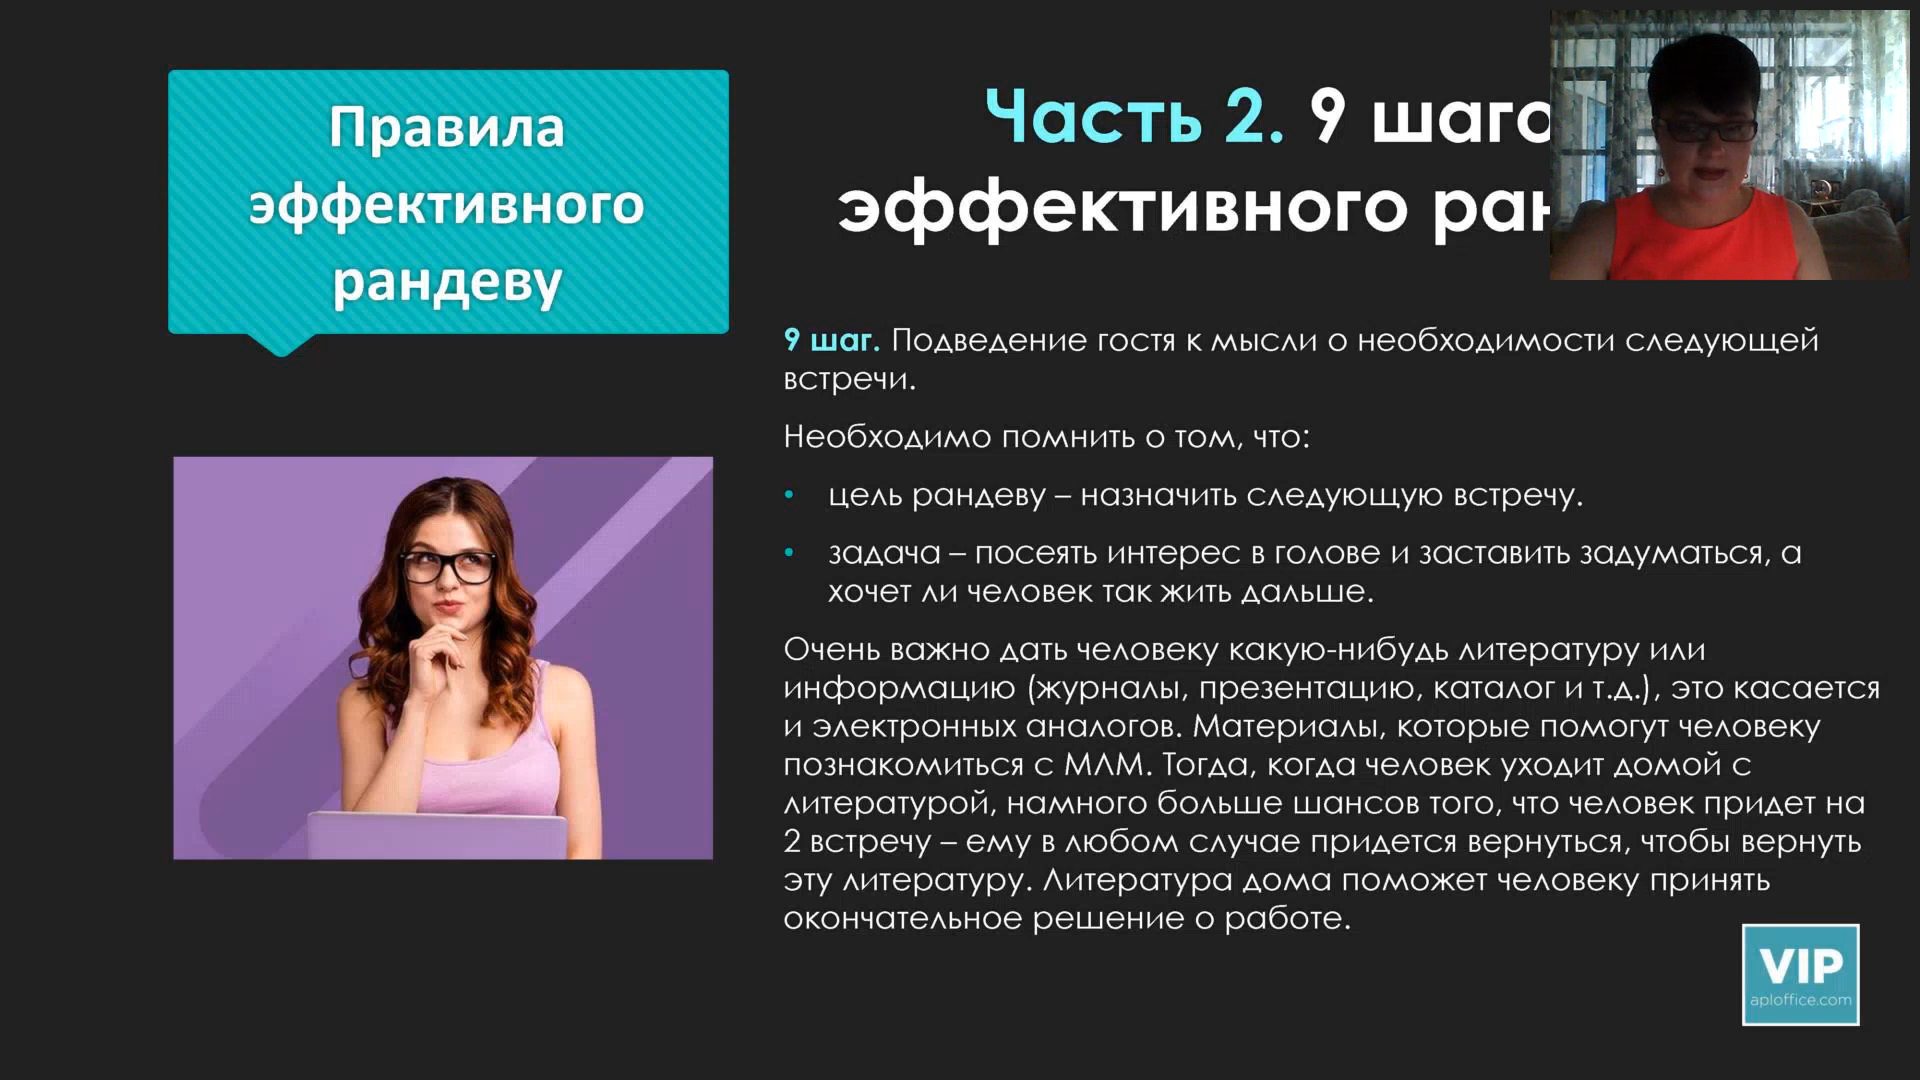 Правила
эффективного
рандеву
Часть 2. 9
эффективного
9 шаг. Подведение гостя к мысли о необходимости следующей
встречи.
Необходимо помнить о том, что:
• цель рандеву – назначить следующую встречу.
• задача – посеять интерес в голове и заставить задуматься, а
хочет ли человек так жить дальше.
Очень важно дать человеку какую-нибудь литературу или
информацию (журналы, презентацию, каталог и т.д.), это касается
и электронных аналогов. Материалы, которые помогут человеку
познакомиться с МЛМ. Тогда, когда человек уходит домой с
литературой, намного больше шансов того, что человек придет на
2 встречу – ему в любом случае придется вернуться, чтобы вернуть
эту литературу. Литература дома поможет человеку принять
окончательное решение о работе.
VIP
aploffice.com